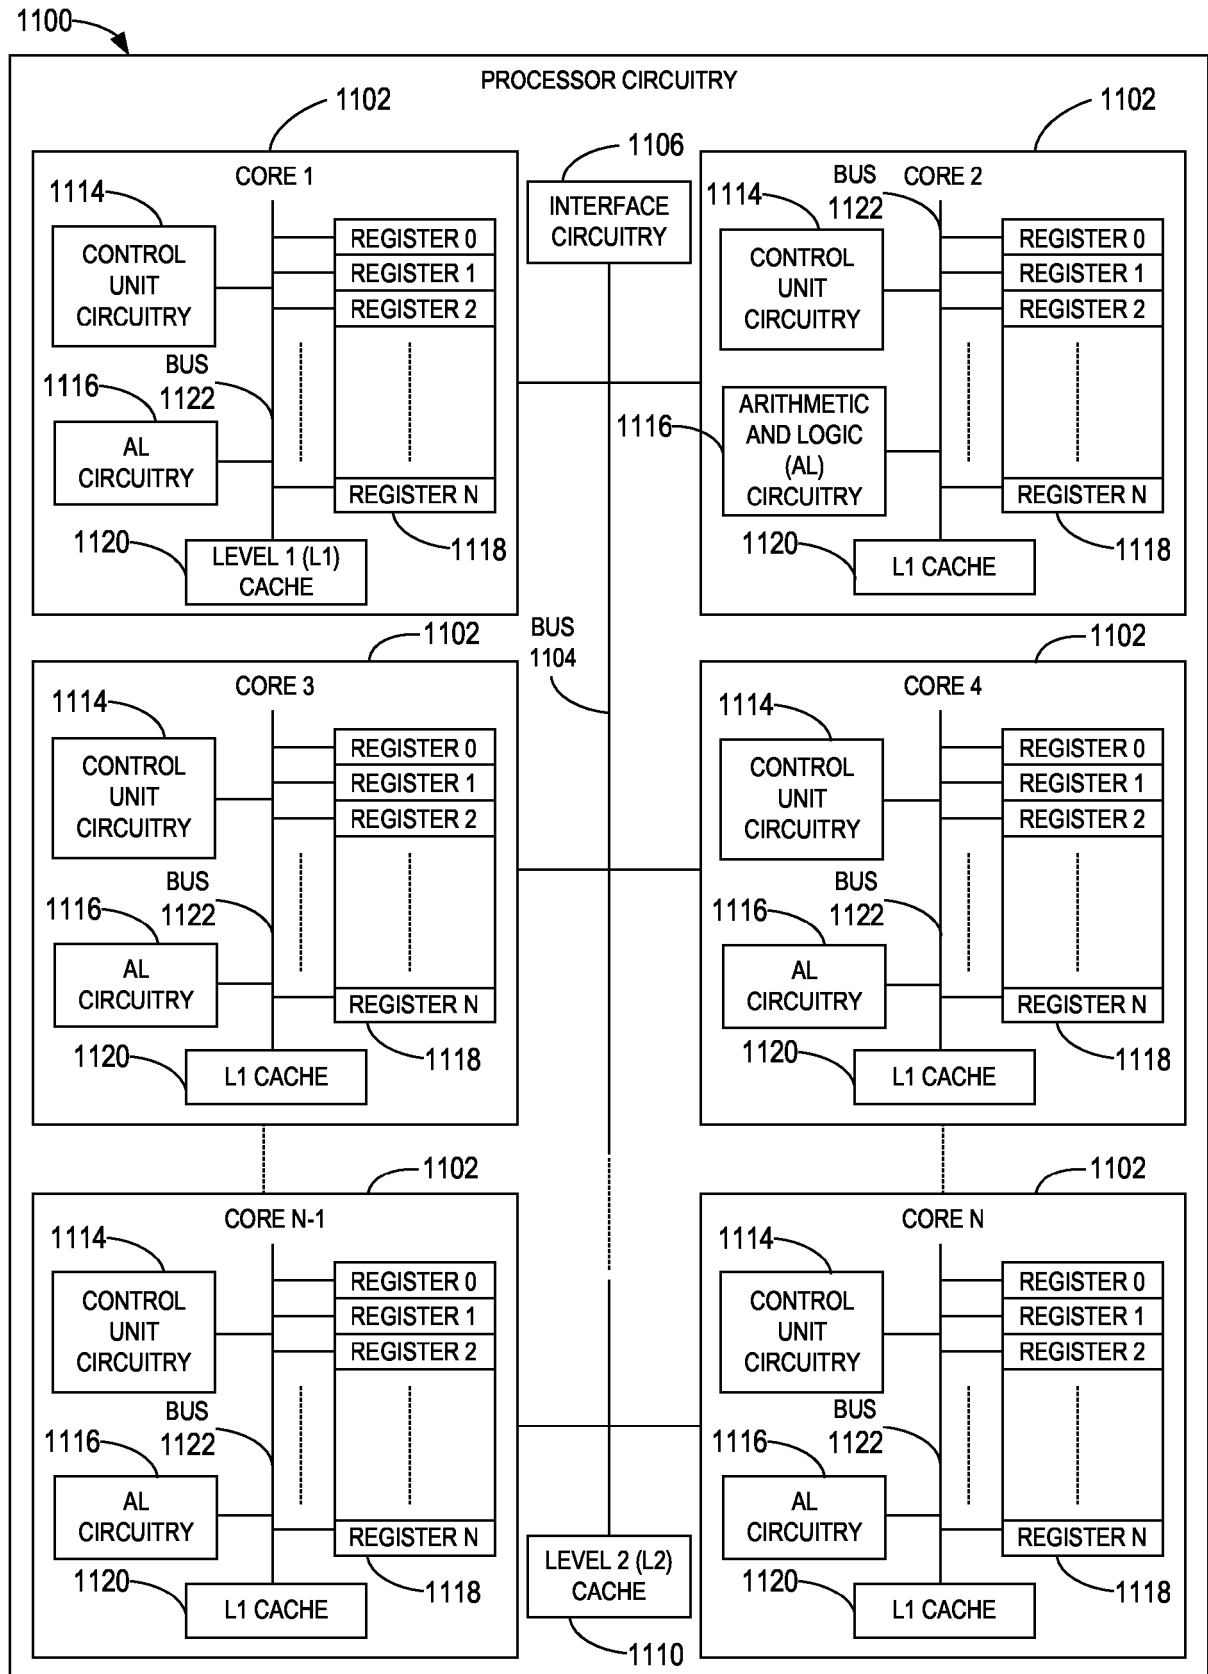 1100
PROCESSOR CIRCUITRY
1102
CORE 1
1114
CONTROL
UNIT
CIRCUITRY
REGISTER 0
REGISTER 1
REGISTER 2
BUS
1122
1116
AL
CIRCUITRY
REGISTER N
1118
1120
LEVEL 1 (L1)
CACHE
1106
INTERFACE
CIRCUITRY
1102
BUS
1122
CORE 2
1114
CONTROL
UNIT
CIRCUITRY
REGISTER 0
REGISTER 1
REGISTER 2
1116
ARITHMETIC
AND LOGIC
(AL)
CIRCUITRY
REGISTER N
1118
1120
L1 CACHE
BUS
1104
1102
CORE 3
1114
CONTROL
UNIT
CIRCUITRY
REGISTER 0
REGISTER 1
REGISTER 2
BUS
1122
1116
AL
CIRCUITRY
REGISTER N
1118
1120
L1 CACHE
1102
CORE 4
1114
CONTROL
UNIT
CIRCUITRY
REGISTER 0
REGISTER 1
REGISTER 2
BUS
1122
1116
AL
CIRCUITRY
REGISTER N
1118
1120
L1 CACHE
1102
CORE N-1
1114
CONTROL
UNIT
CIRCUITRY
REGISTER 0
REGISTER 1
REGISTER 2
BUS
1122
1116
AL
CIRCUITRY
REGISTER N
1118
1120
L1 CACHE
1102
CORE N
1114
CONTROL
UNIT
CIRCUITRY
REGISTER 0
REGISTER 1
REGISTER 2
BUS
1122
1116
AL
CIRCUITRY
REGISTER N
1118
1120
L1 CACHE
LEVEL 2 (L2)
CACHE
1110